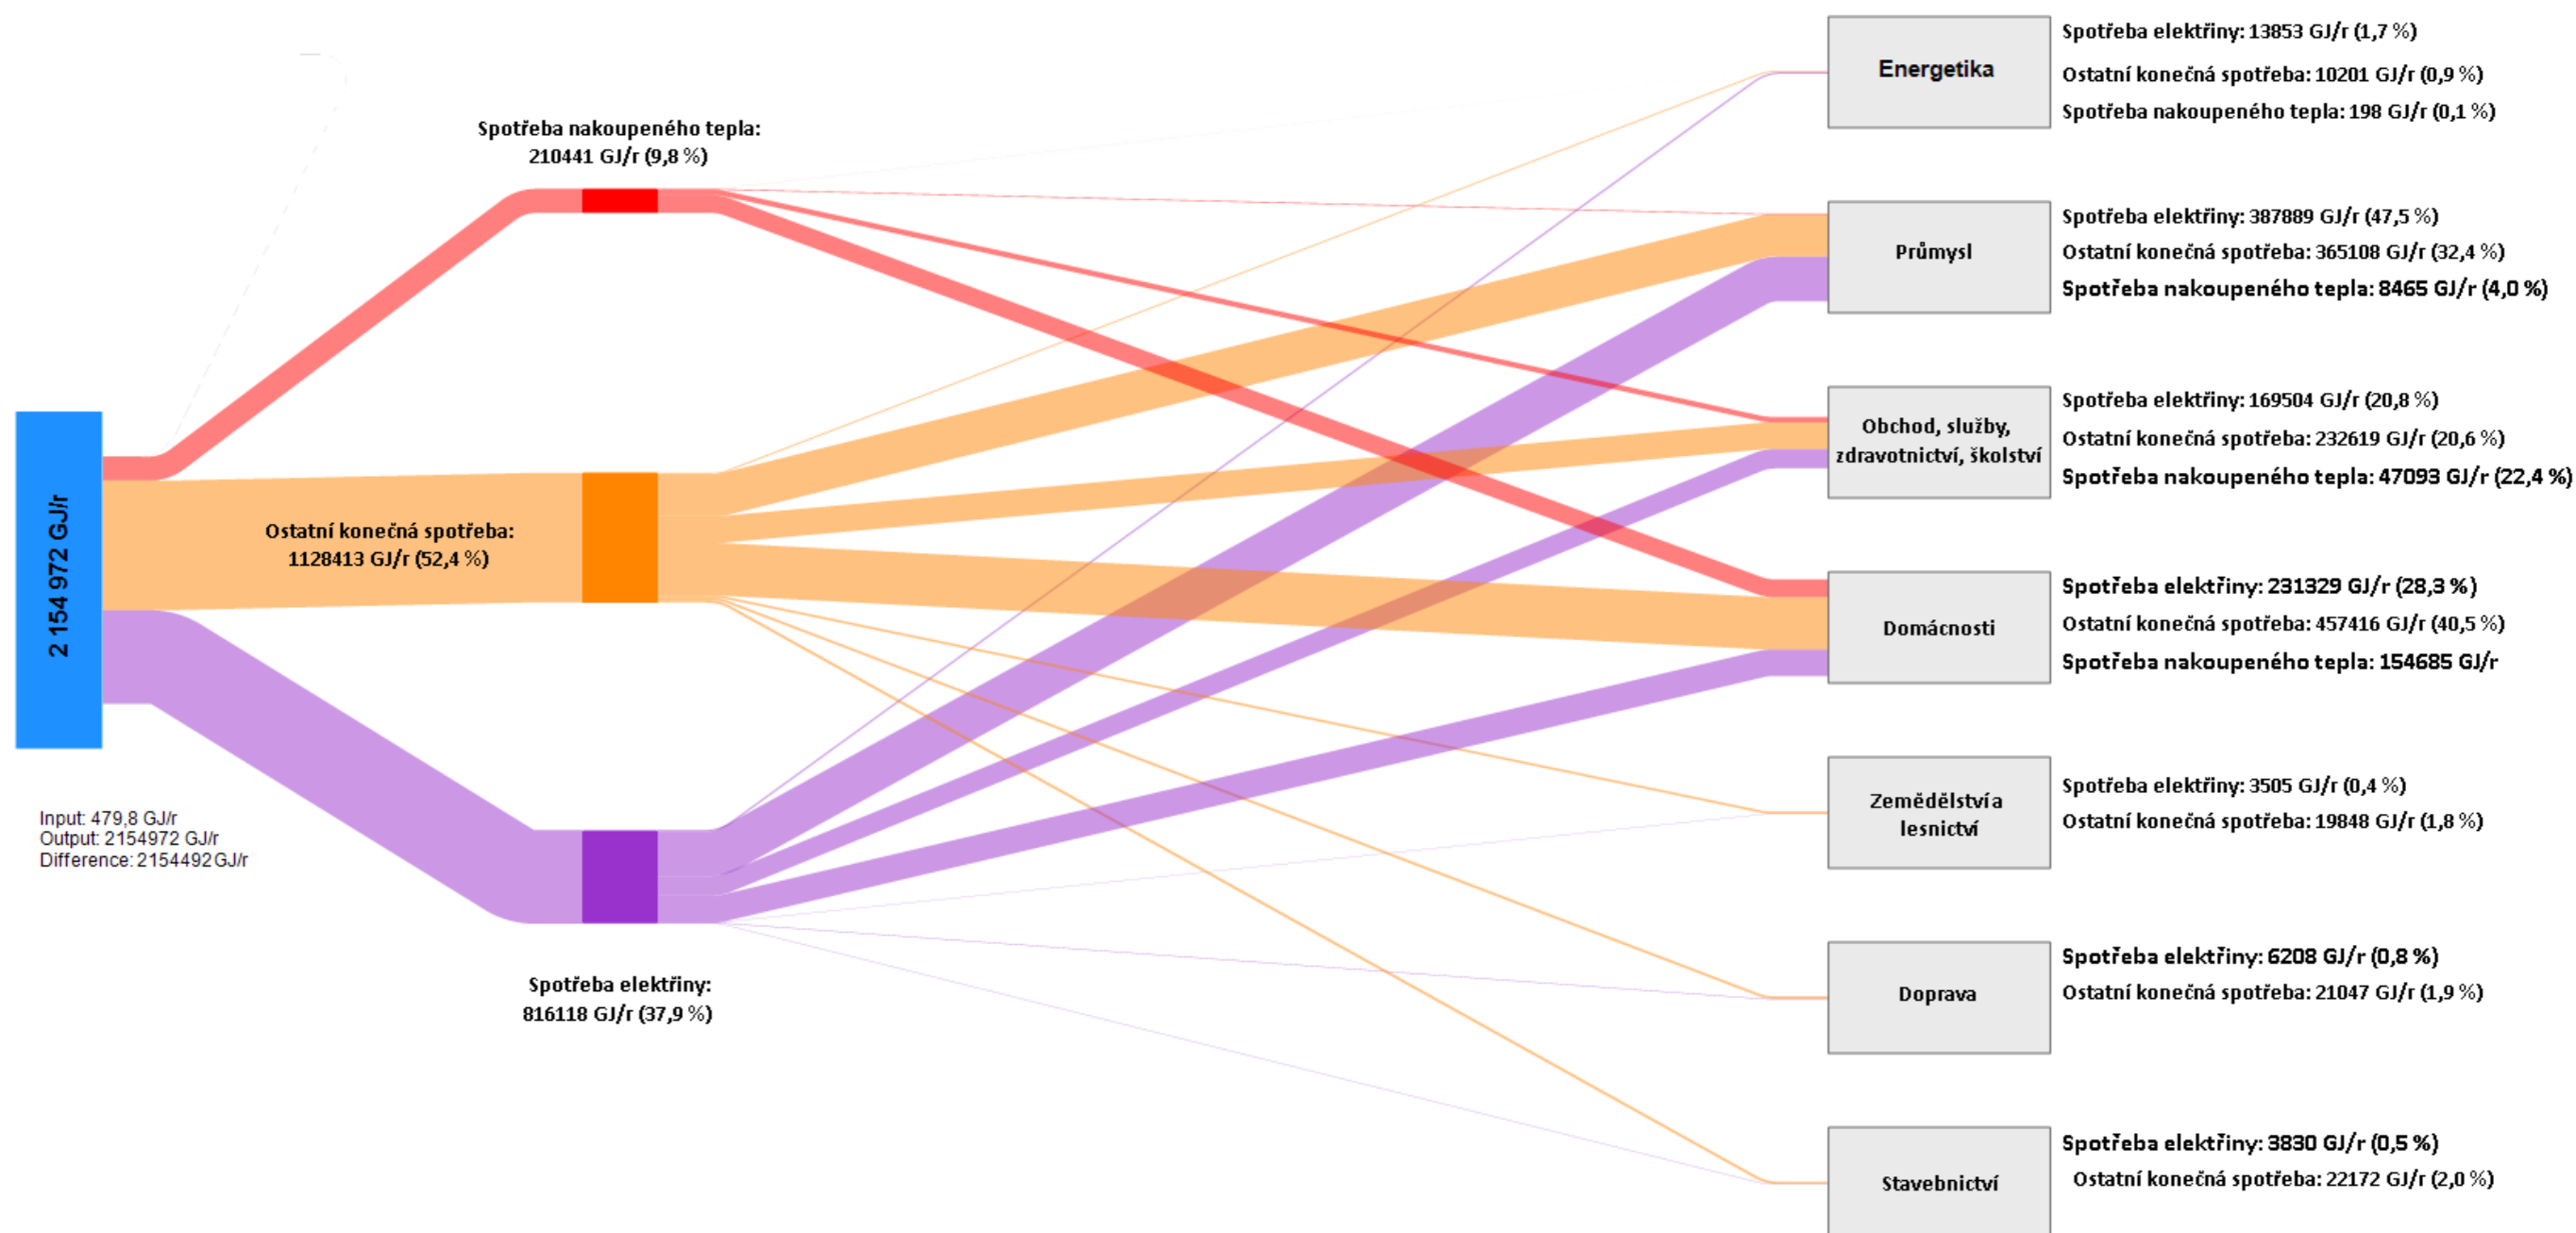 Spotřeba nakoupeného tepla:
210441 GJ/r (9,8 %)
2 154 972 GJ/r
Ostatní konečná spotřeba:
1128413 GJ/r (52,4 %)
Input: 479,8 GJ/r
Output: 2154972 GJ/r
Difference: 2154492 GJ/r
Spotřeba elektřiny:
816118 GJ/r (37,9 %)
Energetika
Spotřeba elektřiny: 13853 GJ/r (1,7 %)
Ostatní konečná spotřeba: 10201 GJ/r (0,9 %)
Spotřeba nakoupeného tepla: 198 GJ/r (0,1 %)
Průmysl
Spotřeba elektřiny: 387889 GJ/r (47,5 %)
Ostatní konečná spotřeba: 365108 GJ/r (32,4 %)
Spotřeba nakoupeného tepla: 8465 GJ/r (4,0 %)
Obchod, služby,
zdravotnictví, školství
Spotřeba elektřiny: 169504 GJ/r (20,8 %)
Ostatní konečná spotřeba: 232619 GJ/r (20,6 %)
Spotřeba nakoupeného tepla: 47093 GJ/r (22,4 %)
Domácnosti
Spotřeba elektřiny: 231329 GJ/r (28,3 %)
Ostatní konečná spotřeba: 457416 GJ/r (40,5 %)
Spotřeba nakoupeného tepla: 154685 GJ/r
Zemědělství a
lesnictví
Spotřeba elektřiny: 3505 GJ/r (0,4 %)
Ostatní konečná spotřeba: 19848 GJ/r (1,8 %)
Doprava
Spotřeba elektřiny: 6208 GJ/r (0,8 %)
Ostatní konečná spotřeba: 21047 GJ/r (1,9 %)
Stavebnictví
Spotřeba elektřiny: 3830 GJ/r (0,5 %)
Ostatní konečná spotřeba: 22172 GJ/r (2,0 %)